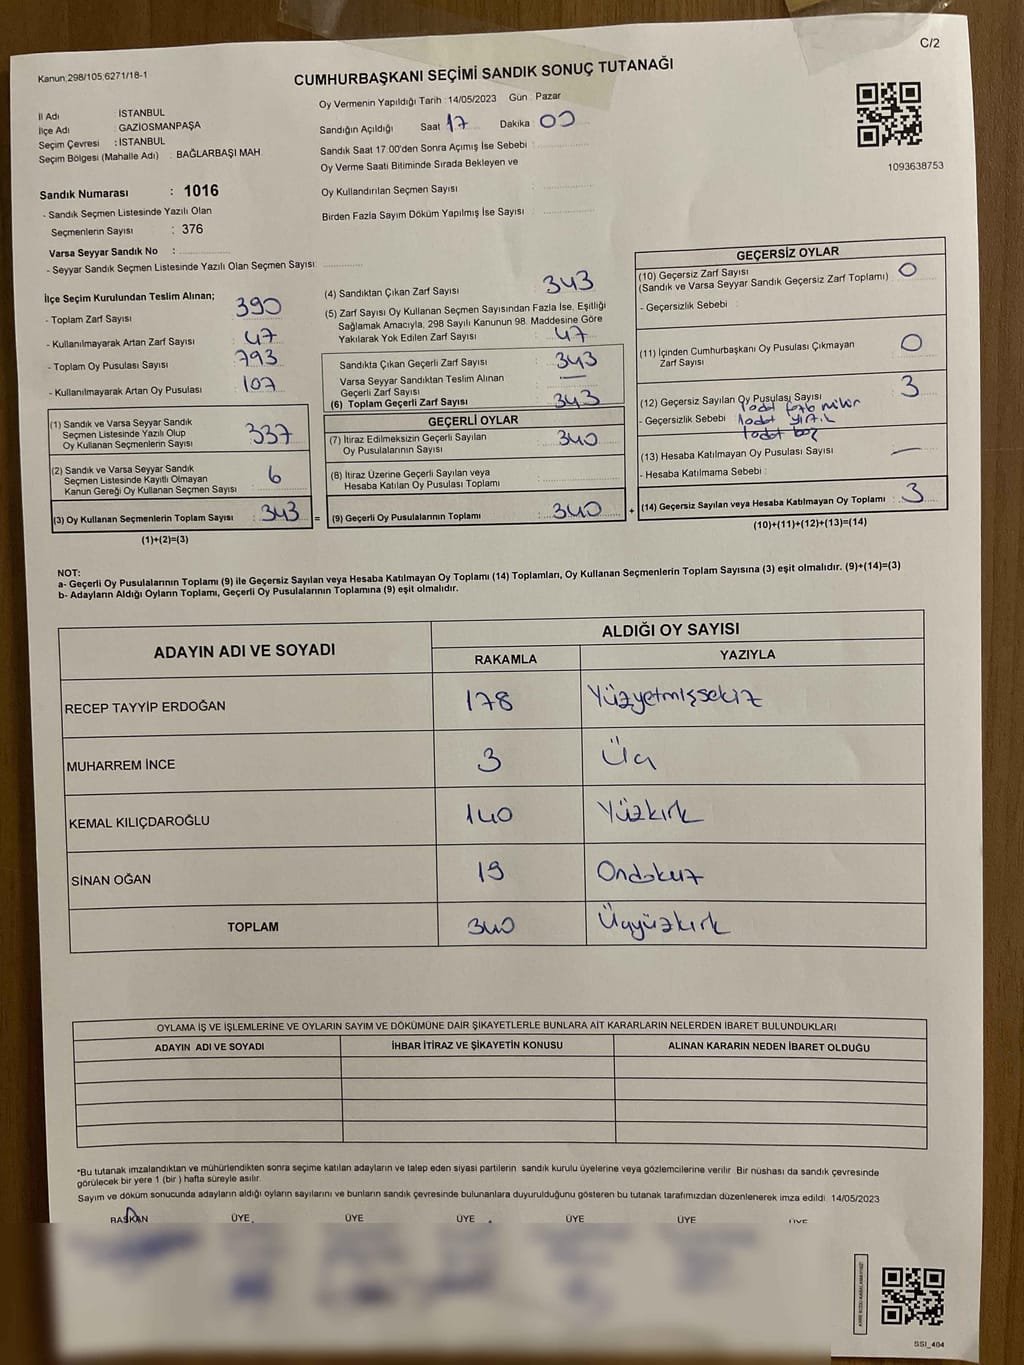 C/2
Kanun 298/105 6271/18-1
CUMHURBAŞKANI SEÇİMİ SANDIK SONUÇ TUTANAĞI
İl Adı : İSTANBUL
İlçe Adı : GAZİOSMANPAŞA
Seçim Çevresi : İSTANBUL
Seçim Bölgesi (Mahalle Adı) : BAĞLARBAŞI MAH.
Sandık Numarası : 1016
- Sandık Seçmen Listesinde Yazılı Olan
Seçmenlerin Sayısı : 376
Varsa Seyyar Sandık No :
- Seyyar Sandık Seçmen Listesinde Yazılı Olan Seçmen Sayısı:
Oy Vermenin Yapıldığı Tarih : 14/05/2023 Gün : Pazar
Sandığın Açıldığı Saat 17 Dakika 00
Sandık Saat 17:00'den Sonra Açımış İse Sebebi :
Oy Verme Saati Bitiminde Sırada Bekleyen ve
Oy Kullandırılan Seçmen Sayısı
Birden Fazla Sayım Döküm Yapılmış İse Sayısı :
1093638753
İlçe Seçim Kurulundan Teslim Alınan;
- Toplam Zarf Sayısı : 390
- Kullanılmayarak Artan Zarf Sayısı : 47
- Toplam Oy Pusulası Sayısı : 793
- Kullanılmayarak Artan Oy Pusulası : 107
(1) Sandık ve Varsa Seyyar Sandık
Seçmen Listesinde Yazılı Olup
Oy Kullanan Seçmenlerin Sayısı : 337
(2) Sandık ve Varsa Seyyar Sandık
Seçmen Listesinde Kayıtlı Olmayan
Kanun Gereği Oy Kullanan Seçmen Sayısı : 6
(3) Oy Kullanan Seçmenlerin Toplam Sayısı : 343 =
(1)+(2)=(3)
(4) Sandıktan Çıkan Zarf Sayısı : 343
(5) Zarf Sayısı Oy Kullanan Seçmen Sayısından Fazla İse, Eşitliği
Sağlamak Amacıyla, 298 Sayılı Kanunun 98. Maddesine Göre
Yakılarak Yok Edilen Zarf Sayısı : 47
Sandıkta Çıkan Geçerli Zarf Sayısı : 343
Varsa Seyyar Sandıktan Teslim Alınan
Geçerli Zarf Sayısı : —
(6) Toplam Geçerli Zarf Sayısı : 343
GEÇERLİ OYLAR
(7) İtiraz Edilmeksizin Geçerli Sayılan
Oy Pusulalarının Sayısı : 340
(8) İtiraz Üzerine Geçerli Sayılan veya
Hesaba Katılan Oy Pusulası Toplamı :
(9) Geçerli Oy Pusulalarının Toplamı : 340 +
GEÇERSİZ OYLAR
(10) Geçersiz Zarf Sayısı
(Sandık ve Varsa Seyyar Sandık Geçersiz Zarf Toplamı) : 0
- Geçersizlik Sebebi :
(11) İçinden Cumhurbaşkanı Oy Pusulası Çıkmayan
Zarf Sayısı : 0
(12) Geçersiz Sayılan Oy Pusulası Sayısı : 3
1 adet fazla mühür
- Geçersizlik Sebebi : 1 adet yırtık
1 adet boş
(13) Hesaba Katılmayan Oy Pusulası Sayısı : —
- Hesaba Katılmama Sebebi :
(14) Geçersiz Sayılan veya Hesaba Katılmayan Oy Toplamı : 3
(10)+(11)+(12)+(13)=(14)
NOT:
a- Geçerli Oy Pusulalarının Toplamı (9) ile Geçersiz Sayılan veya Hesaba Katılmayan Oy Toplamı (14) Toplamları, Oy Kullanan Seçmenlerin Toplam Sayısına (3) eşit olmalıdır. (9)+(14)=(3)
b- Adayların Aldığı Oyların Toplamı, Geçerli Oy Pusulalarının Toplamına (9) eşit olmalıdır.
ADAYIN ADI VE SOYADI
ALDIĞI OY SAYISI
RAKAMLA YAZIYLA
RECEP TAYYİP ERDOĞAN 178 Yüzyetmişsekiz
MUHARREM İNCE 3 Üç
KEMAL KILIÇDAROĞLU 140 Yüzkırk
SİNAN OĞAN 19 Ondokuz
TOPLAM 340 Üçyüzkırk
OYLAMA İŞ VE İŞLEMLERİNE VE OYLARIN SAYIM VE DÖKÜMÜNE DAİR ŞİKAYETLERLE BUNLARA AİT KARARLARIN NELERDEN İBARET BULUNDUKLARI
ADAYIN ADI VE SOYADI İHBAR İTİRAZ VE ŞİKAYETİN KONUSU ALINAN KARARIN NEDEN İBARET OLDUĞU
*Bu tutanak imzalandıktan ve mühürlendikten sonra seçime katılan adayların ve talep eden siyasi partilerin sandık kurulu üyelerine veya gözlemcilerine verilir. Bir nüshası da sandık çevresinde
görülecek bir yere 1 (bir ) hafta süreyle asılır.
Sayım ve döküm sonucunda adayların aldığı oyların sayılarını ve bunların sandık çevresinde bulunanlara duyurulduğunu gösteren bu tutanak tarafımızdan düzenlenerek imza edildi. 14/05/2023
BAŞKAN ÜYE ÜYE ÜYE ÜYE ÜYE ÜYE
SSI_404